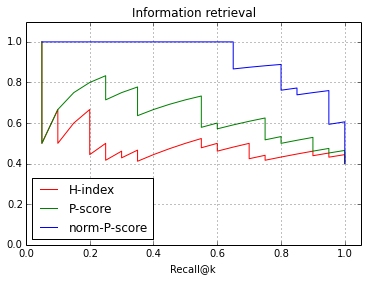 Information retrieval
1.0
0.8
0.6
0.4
0.2
0.0
H-index
P-score
norm-P-score
0.0 0.2 0.4 0.6 0.8 1.0
Recall@k